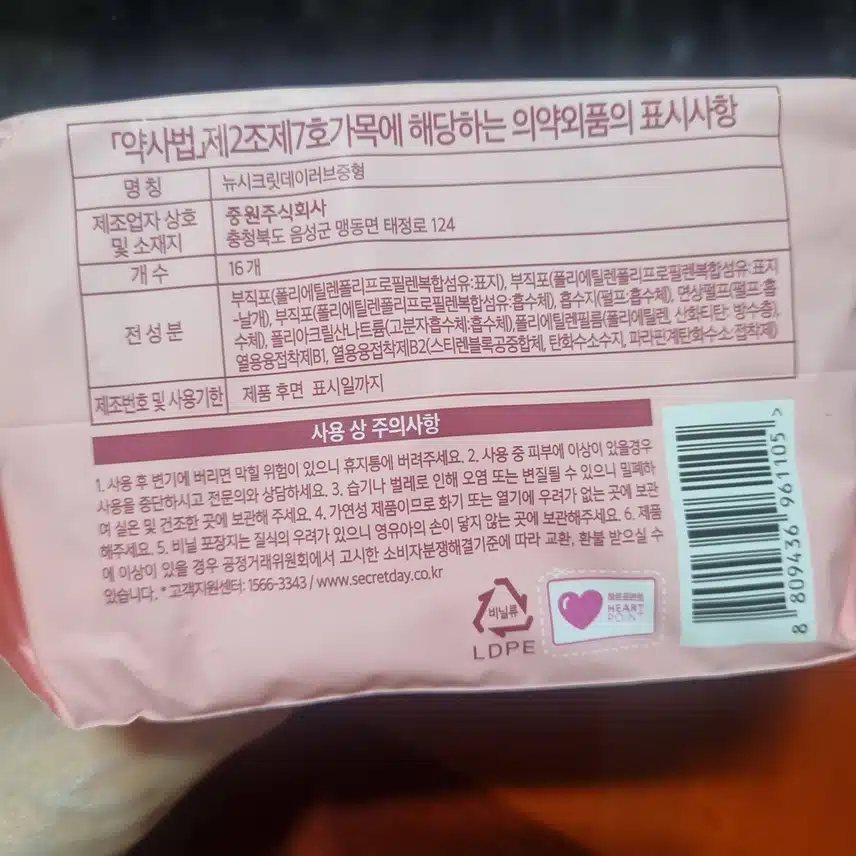 「약사법」제2조제7호가목에 해당하는 의약외품의 표시사항
명 칭 뉴시크릿데이러브중형
제조업자 상호 및 소재지 중원주식회사
충청북도 음성군 맹동면 태정로 124
개 수 16 개
전 성 분 부직포(폴리에틸렌폴리프로필렌복합섬유:표지), 부직포(폴리에틸렌폴리프로필렌복합섬유:표지
-날개), 부직포(폴리에틸렌폴리프로필렌복합섬유:흡수체), 흡수지(펄프:흡수체), 면상펄프(펄프:흡
수체), 폴리아크릴산나트륨(고분자흡수체:흡수체),폴리에틸렌필름(폴리에틸렌, 산화티탄: 방수층),
열용융접착제B1, 열용융접착제B2(스티렌블록공중합체, 탄화수소수지, 파라핀계탄화수소:접착제)
제조번호 및 사용기한 제품 후면 표시일까지
사용 상 주의사항
1. 사용 후 변기에 버리면 막힐 위험이 있으니 휴지통에 버려주세요. 2. 사용 중 피부에 이상이 있을경우
사용을 중단하시고 전문의와 상담하세요. 3. 습기나 벌레로 인해 오염 또는 변질될 수 있으니 밀폐하
여 실온 및 건조한 곳에 보관해 주세요. 4. 가연성 제품이므로 화기 또는 열기에 우려가 없는 곳에 보관
해주세요. 5. 비닐 포장지는 질식의 우려가 있으니 영유아의 손이 닿지 않는 곳에 보관해주세요. 6. 제품
에 이상이 있을 경우 공정거래위원회에서 고시한 소비자분쟁해결기준에 따라 교환, 환불 받으실 수
있습니다. * 고객지원센터: 1566-3343 / www.secretday.co.kr
비닐류
LDPE
HEART
POINT
8 809436 961105 >